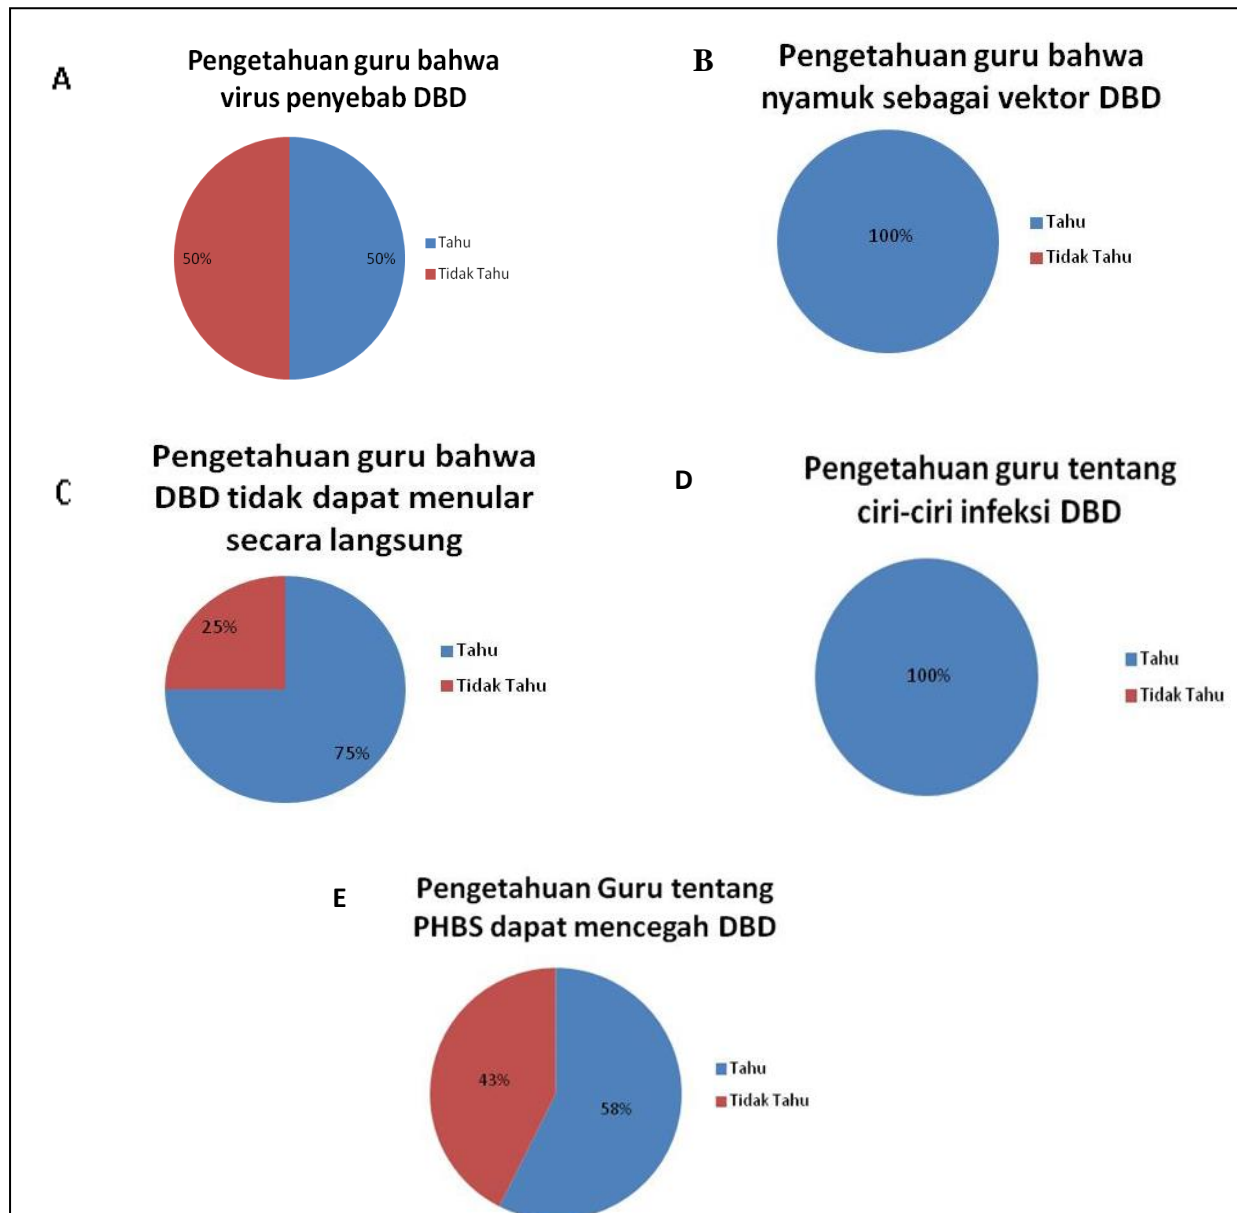 A
Pengetahuan guru bahwa
virus penyebab DBD
50%
50%
Tahu
Tidak Tahu
B
Pengetahuan guru bahwa
nyamuk sebagai vektor DBD
100%
Tahu
Tidak Tahu
C
Pengetahuan guru bahwa
DBD tidak dapat menular
secara langsung
25%
75%
Tahu
Tidak Tahu
D
Pengetahuan guru tentang
ciri-ciri infeksi DBD
100%
Tahu
Tidak Tahu
E
Pengetahuan Guru tentang
PHBS dapat mencegah DBD
43%
58%
Tahu
Tidak Tahu